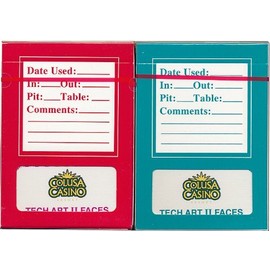 Date Used:
In: Out:
Pit: Table:
Comments:
COLUSA
CASINO
TECH ART II FACES
Date Used:
In: Out:
Pit: Table:
Comments:
COLUSA
CASINO
TECH ART II FACES